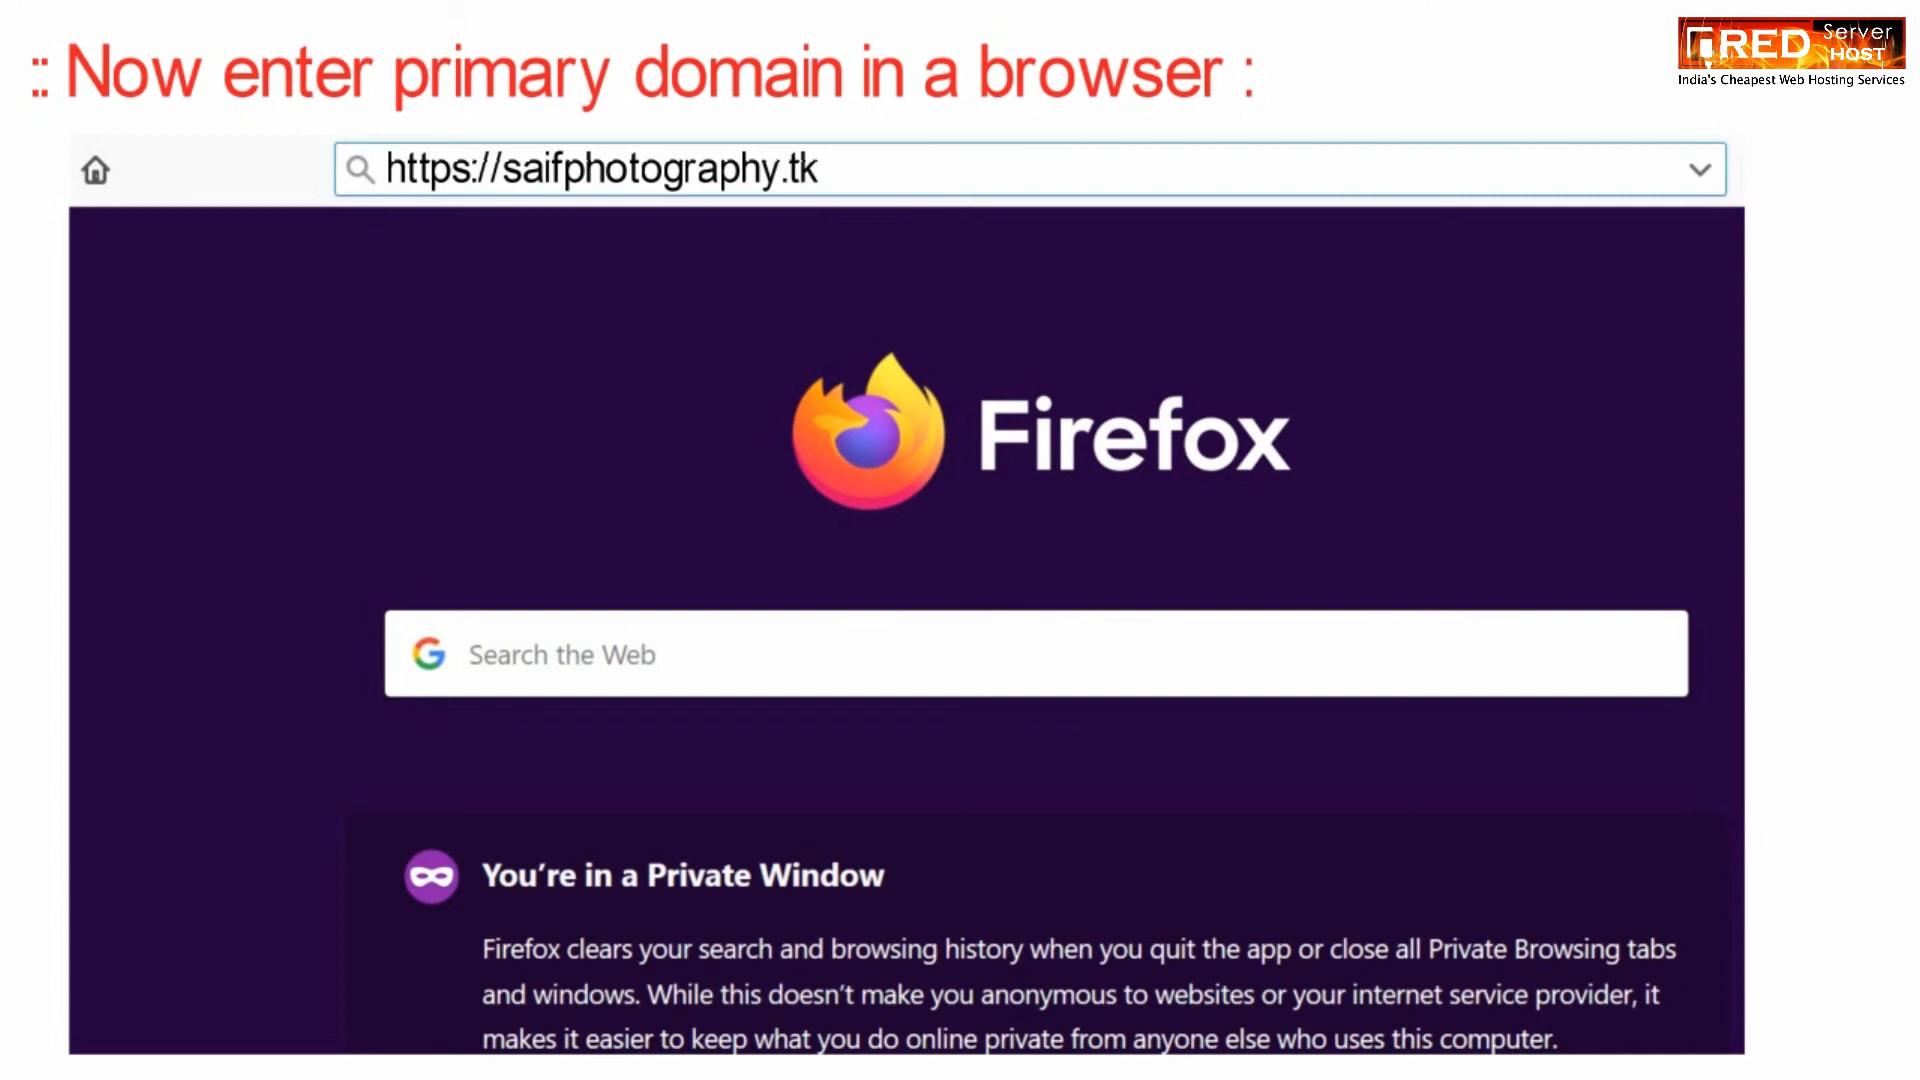 :: Now enter primary domain in a browser :
RED Server
HOST
India's Cheapest Web Hosting Services
https://saifphotography.tk
Firefox
Search the Web
You’re in a Private Window
Firefox clears your search and browsing history when you quit the app or close all Private Browsing tabs
and windows. While this doesn’t make you anonymous to websites or your internet service provider, it
makes it easier to keep what you do online private from anyone else who uses this computer.